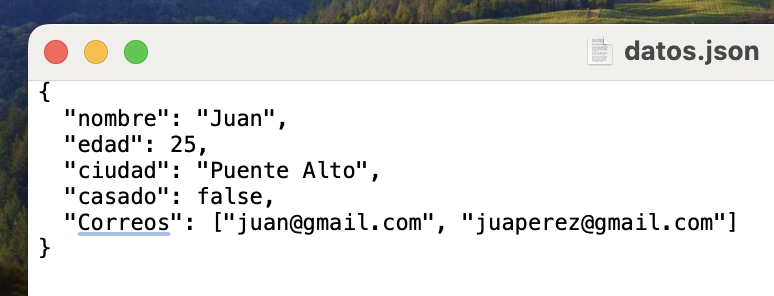 datos.json
{
  "nombre": "Juan",
  "edad": 25,
  "ciudad": "Puente Alto",
  "casado": false,
  "Correos": ["juan@gmail.com", "juaperez@gmail.com"]
}